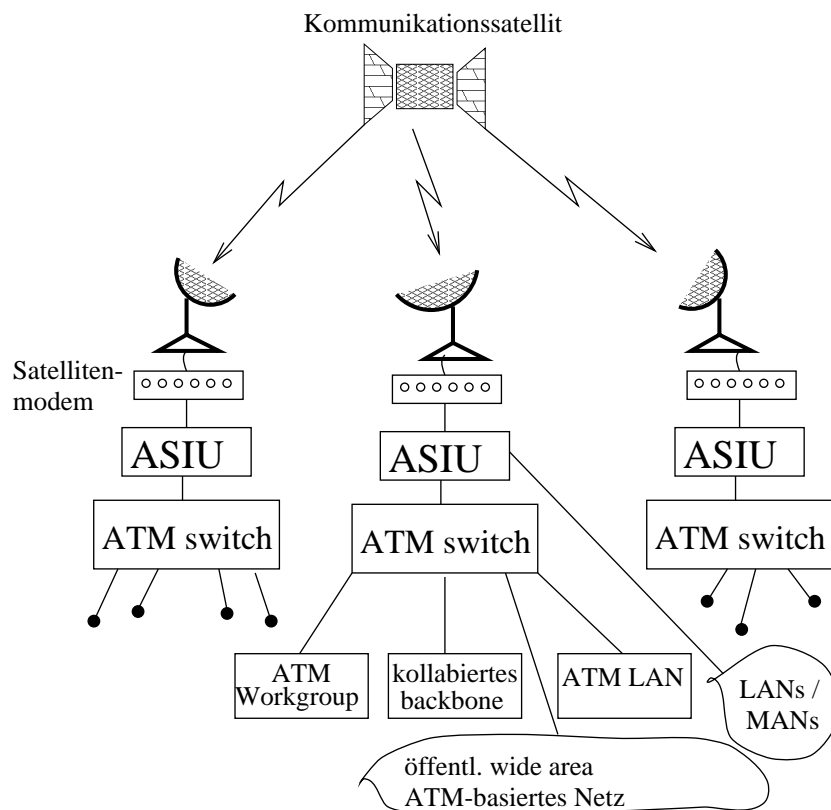 Kommunikationssatellit
Satelliten-
modem
ASIU
ASIU
ASIU
ATM switch
ATM switch
ATM switch
ATM
Workgroup
kollabiertes
backbone
ATM LAN
LANs /
MANs
öffentl. wide area
ATM-basiertes Netz